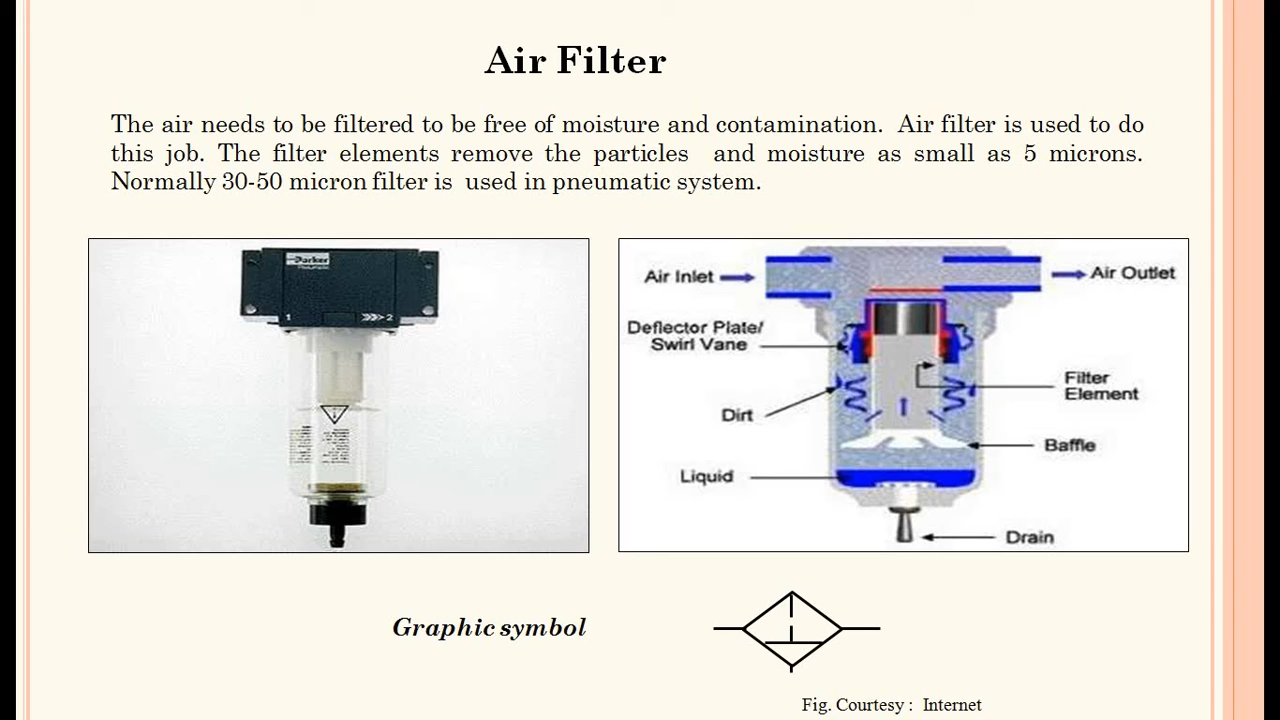 Air Filter
The air needs to be filtered to be free of moisture and contamination. Air filter is used to do
this job. The filter elements remove the particles and moisture as small as 5 microns.
Normally 30-50 micron filter is used in pneumatic system.
Parker
1
2
Air Inlet
Air Outlet
Deflector Plate/
Swirl Vane
Filter
Element
Dirt
Baffle
Liquid
Drain
Graphic symbol
Fig. Courtesy : Internet